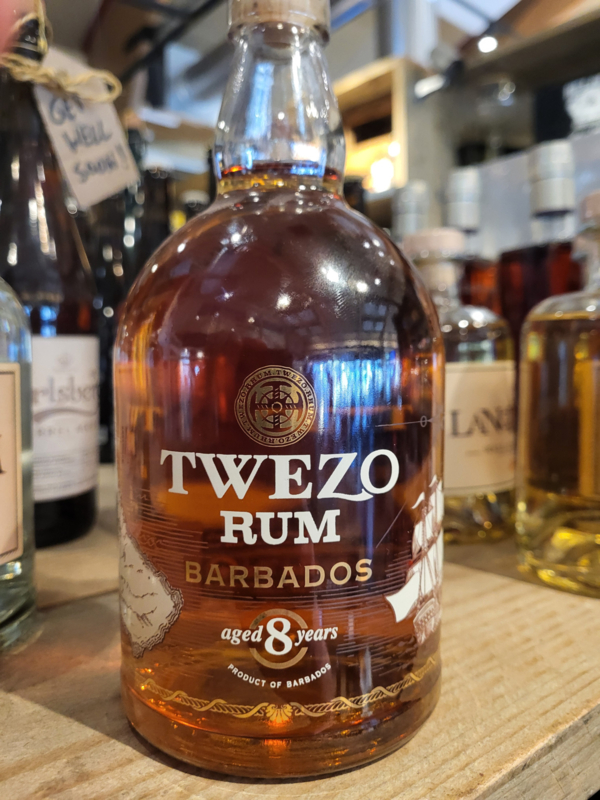 GET
WELL
SOON!
TWEZO
RUM
BARBADOS
aged 8 years
PRODUCT OF BARBADOS